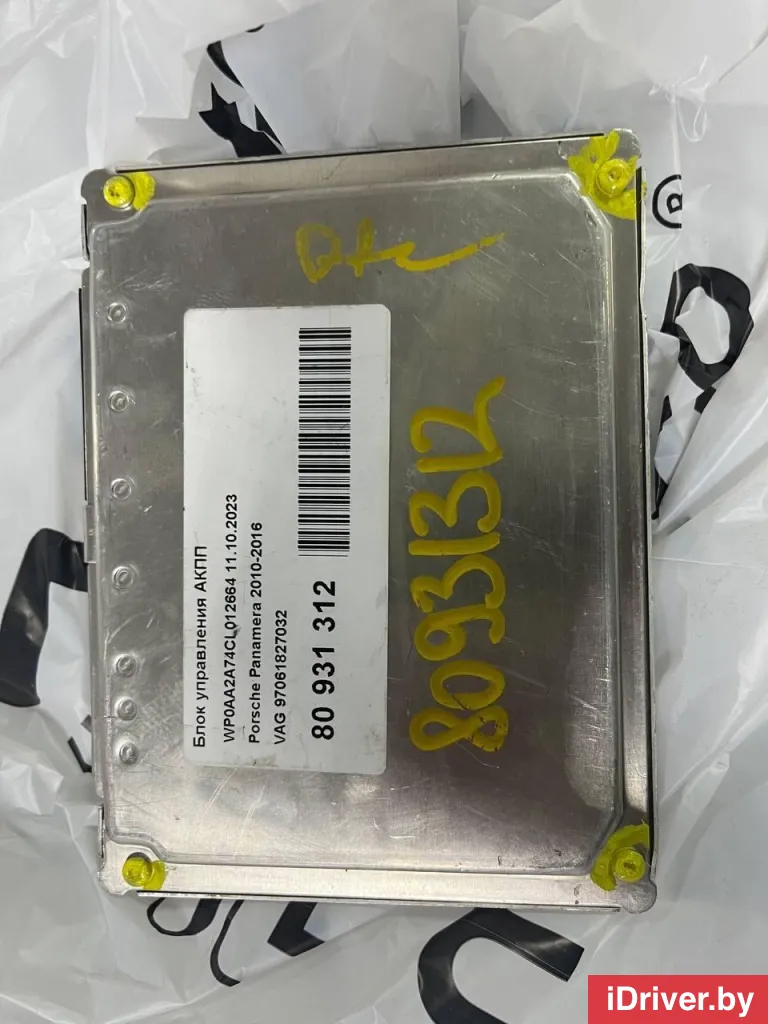 Блок управления АКПП
WP0AA2A74CL012664 11.10.2023
Porsche Panamera 2010-2016
VAG 97061827032
80 931 312
80931312
®
iDriver.by